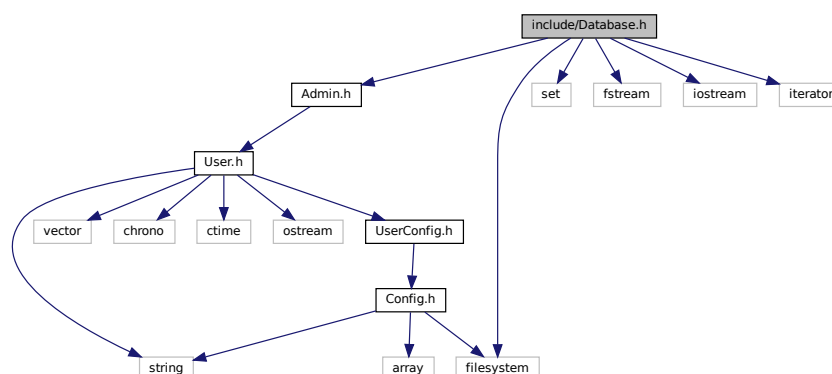 include/Database.h
Admin.h
set
fstream
iostream
iterator
User.h
vector
chrono
ctime
ostream
UserConfig.h
Config.h
string
array
filesystem